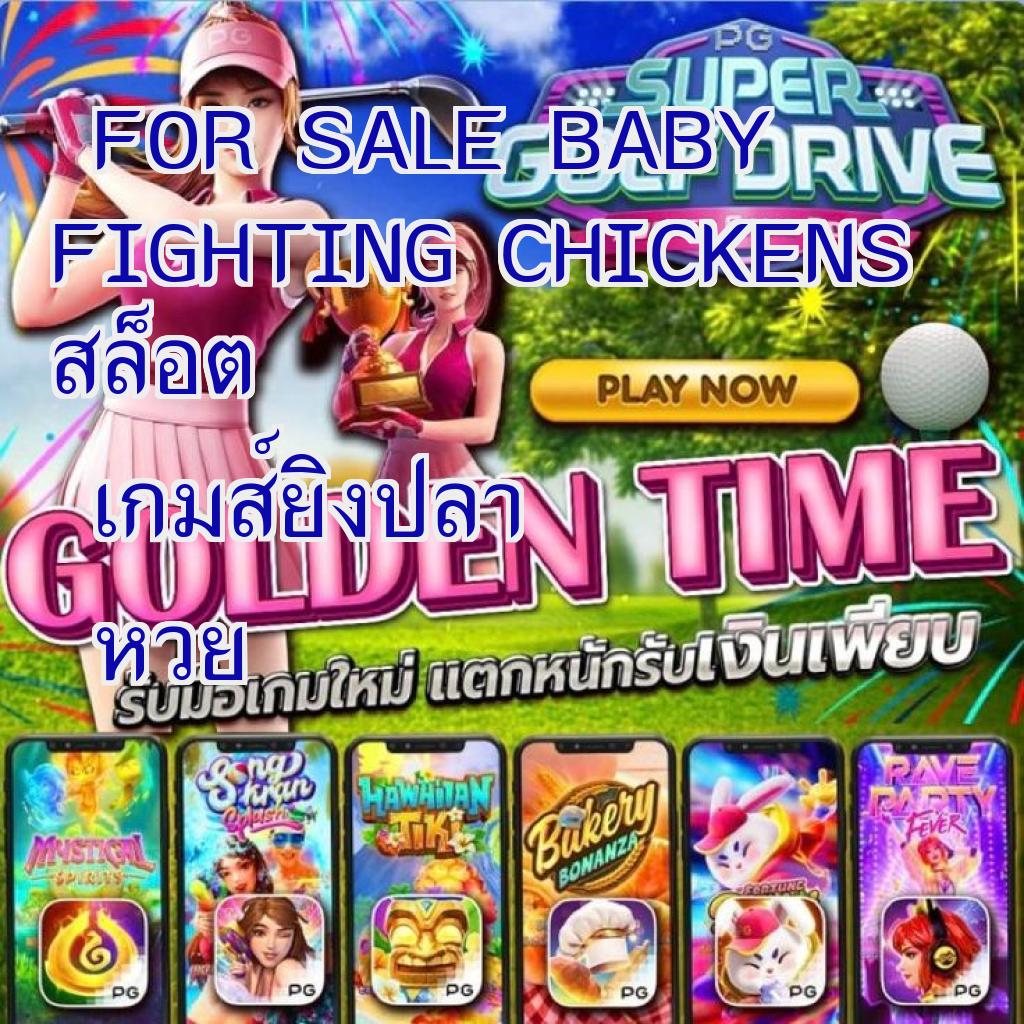 PG
PG
SUPER
GOLF DRIVE
FOR SALE BABY
FIGHTING CHICKENS
สล็อต
PLAY NOW
เกมส์ยิงปลา
GOLDEN TIME
หวย
รับมือเกมใหม่ แตกหนักรับเงินเพียบ
MYSTICAL
SPIRITS
Songkran
Splush
HAWAIIAN
TIKI
Bakery
BONANZA
FORTUNE
RAVE
PARTY
FEVER
PG
PG
PG
PG
PG
PG